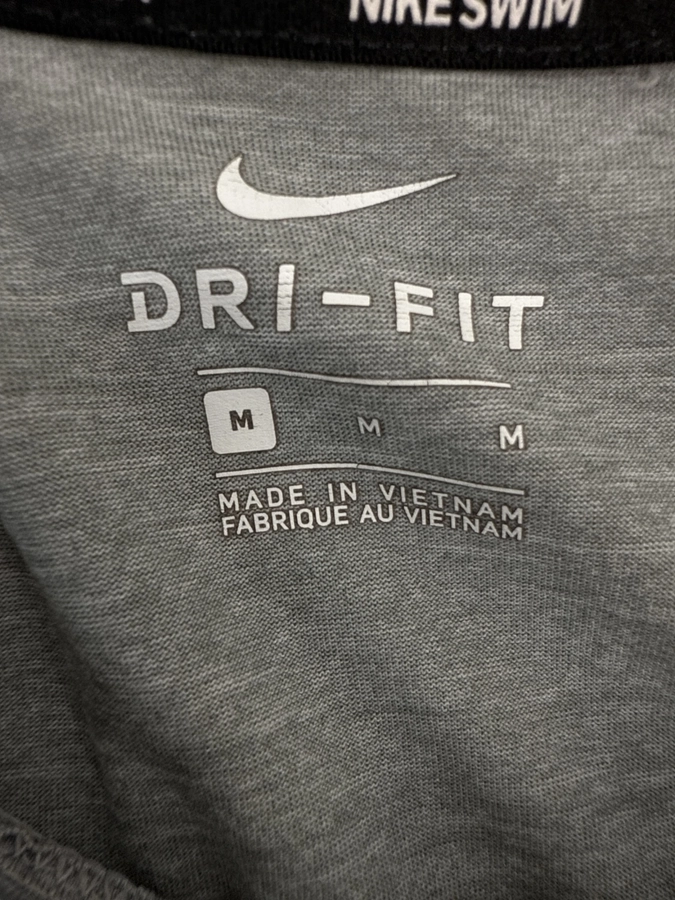 NIKE SWIM
DRI-FIT
M M M
MADE IN VIETNAM
FABRIQUE AU VIETNAM